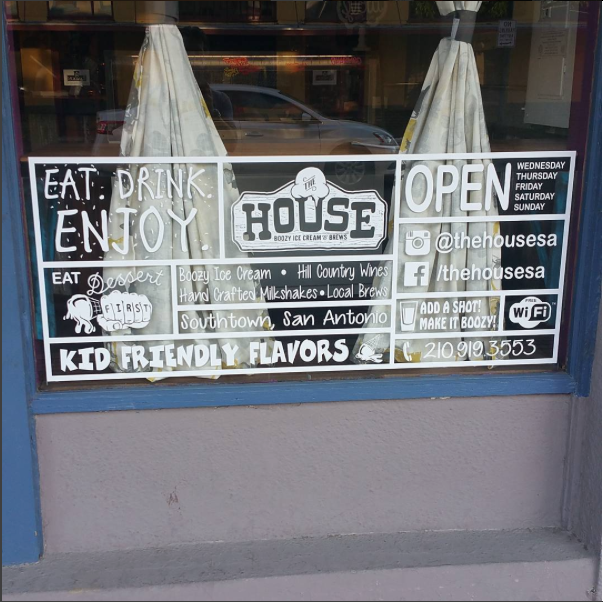 EAT. DRINK.
ENJOY.
THE
HOUSE
BOOZY ICE CREAM & BREWS
OPEN
WEDNESDAY
THURSDAY
FRIDAY
SATURDAY
SUNDAY
@thehousesa
/thehousesa
EAT Dessert
FIRST
Boozy Ice Cream • Hill Country Wines
Hand Crafted Milkshakes • Local Brews
Southtown, San Antonio
ADD A SHOT!
MAKE IT BOOZY!
FREE
WiFi
KID FRIENDLY FLAVORS
210.919.3553